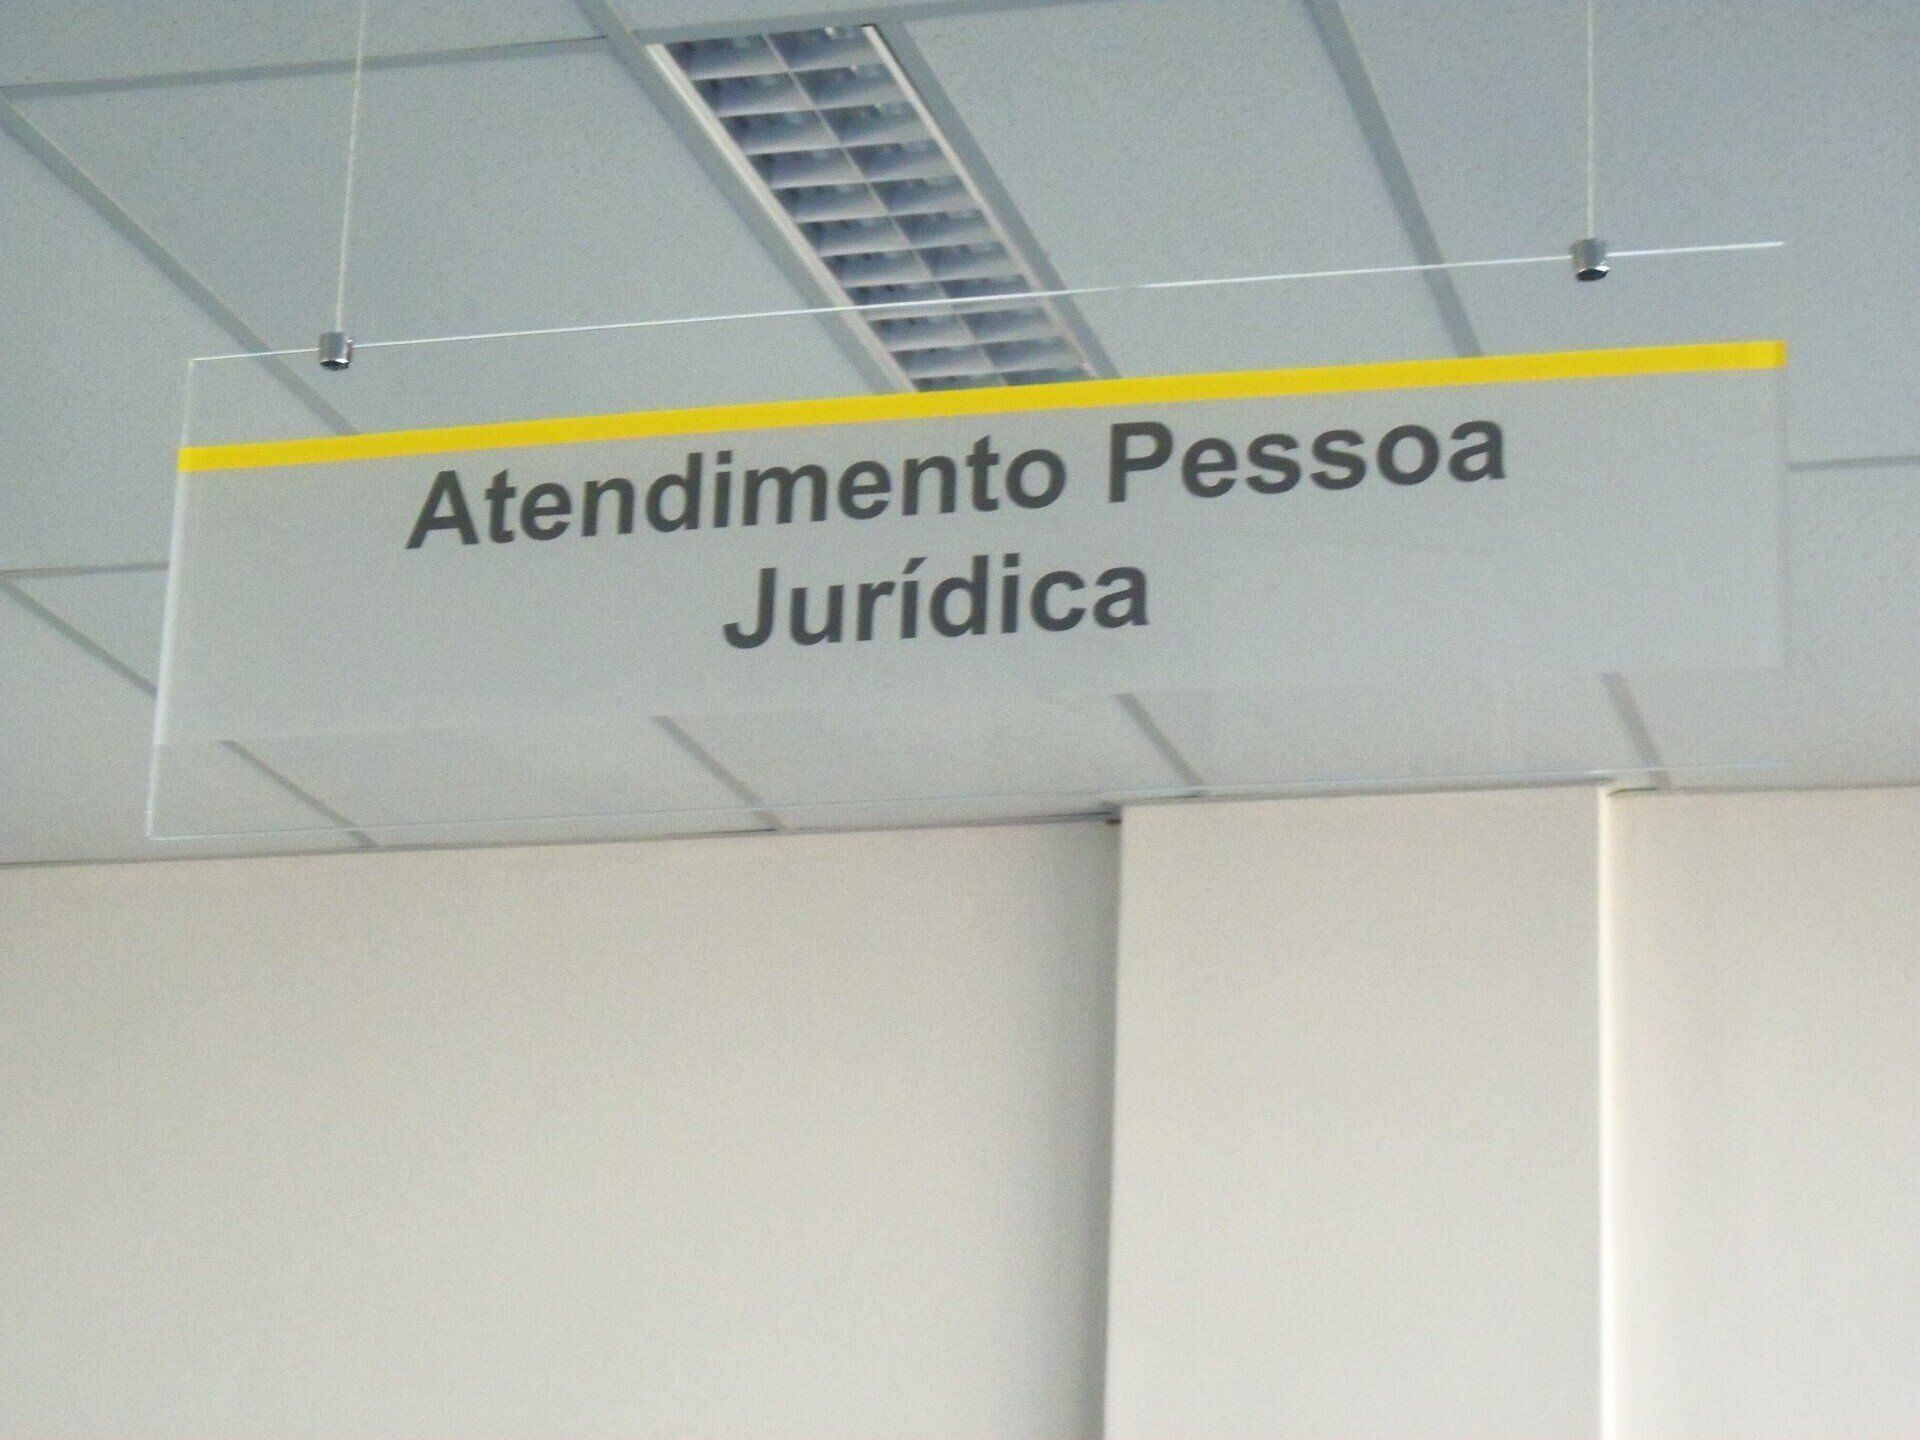 Atendimento Pessoa
Jurídica